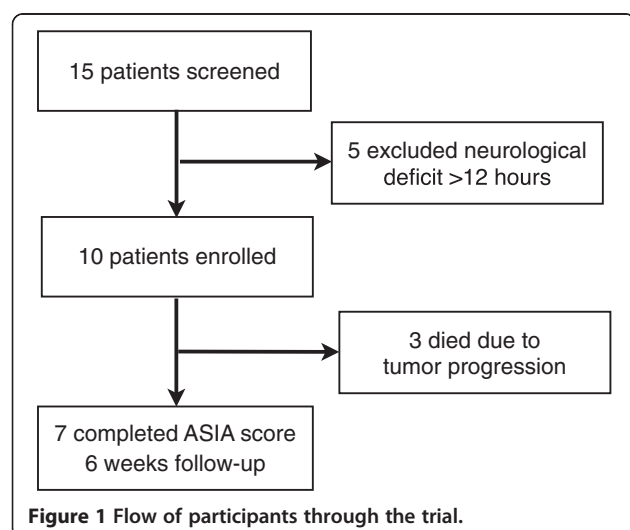 15 patients screened
5 excluded neurological
deficit >12 hours
10 patients enrolled
3 died due to
tumor progression
7 completed ASIA score
6 weeks follow-up
Figure 1 Flow of participants through the trial.